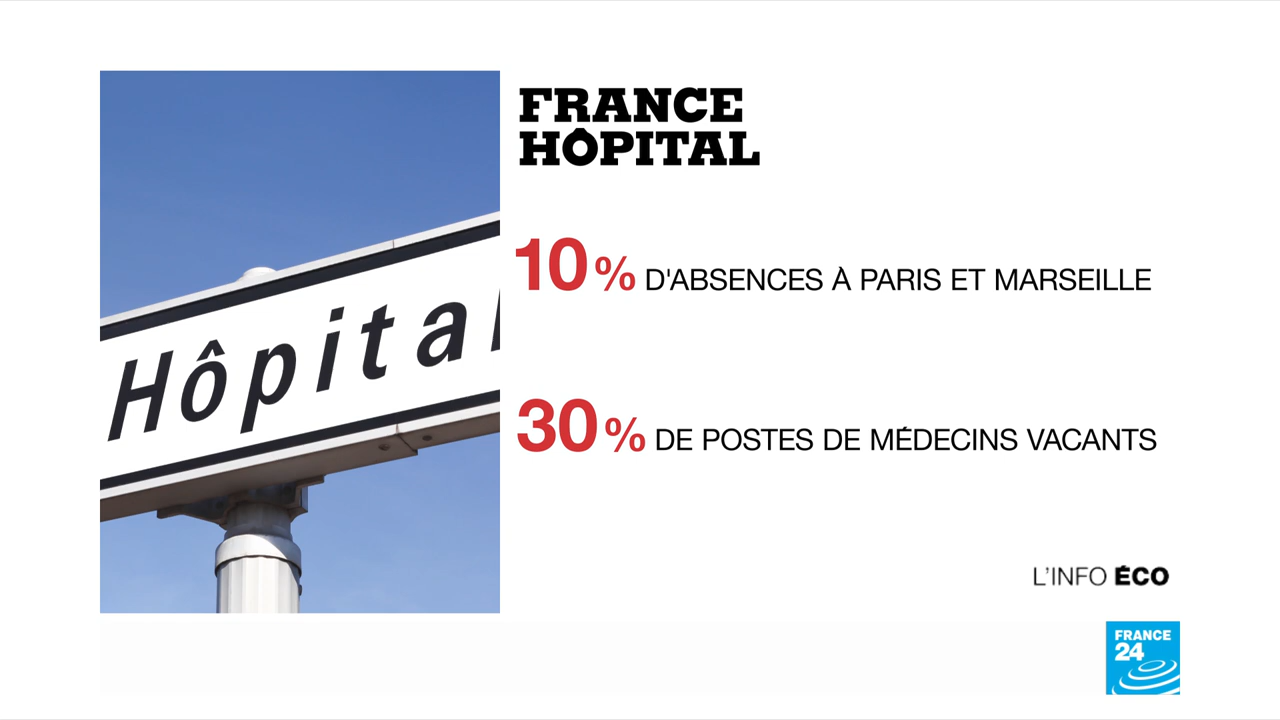 Hôpital
FRANCE
HÔPITAL
10% D'ABSENCES À PARIS ET MARSEILLE
30% DE POSTES DE MÉDECINS VACANTS
L'INFO ÉCO
FRANCE
24